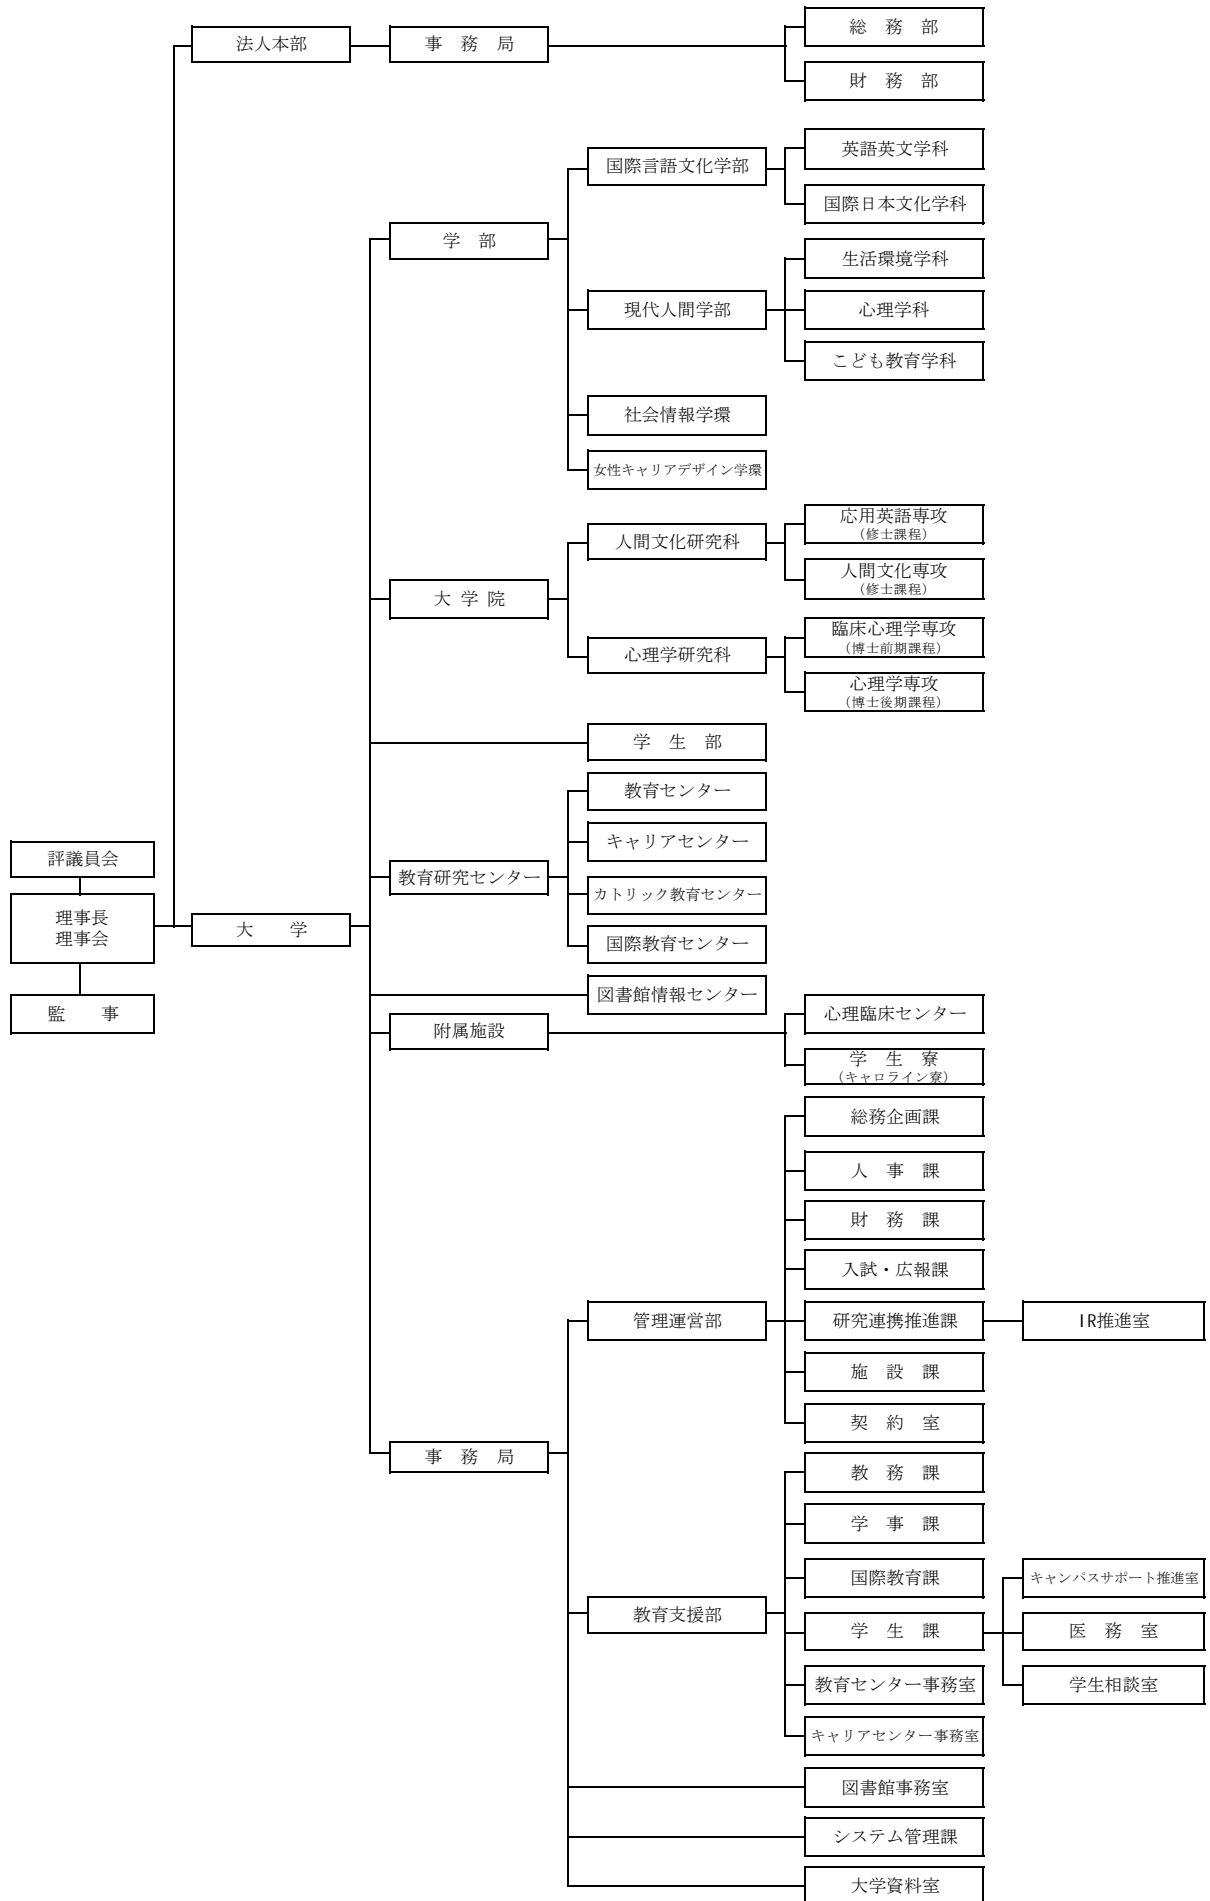 法人本部
事　務　局
総　務　部
財　務　部
学　部
国際言語文化学部
英語英文学科
国際日本文化学科
現代人間学部
生活環境学科
心理学科
こども教育学科
社会情報学環
女性キャリアデザイン学環
大 学 院
人間文化研究科
応用英語専攻
（修士課程）
人間文化専攻
（修士課程）
心理学研究科
臨床心理学専攻
（博士前期課程）
心理学専攻
（博士後期課程）
学　生　部
教育研究センター
教育センター
キャリアセンター
カトリック教育センター
国際教育センター
評議員会
理事長
理事会
監　　事
大　　学
図書館情報センター
附属施設
心理臨床センター
学　生　寮
（キャロライン寮）
事　務　局
管理運営部
総務企画課
人　事　課
財　務　課
入試・広報課
研究連携推進課
IR推進室
施　設　課
契　約　室
教育支援部
教　務　課
学　事　課
国際教育課
学　生　課
キャンパスサポート推進室
医　務　室
学生相談室
教育センター事務室
キャリアセンター事務室
図書館事務室
システム管理課
大学資料室